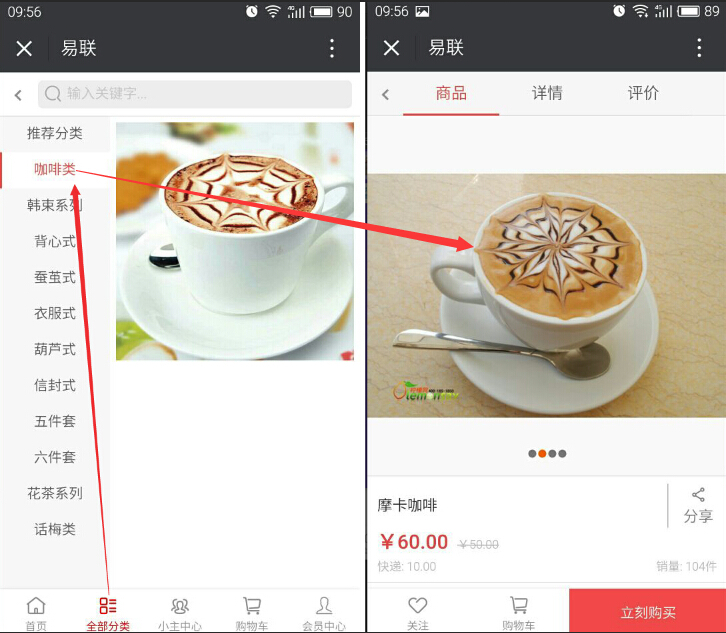 09:56
90
易联
输入关键字...
推荐分类
咖啡类
韩束系列
背心式
蚕茧式
衣服式
葫芦式
信封式
五件套
六件套
花茶系列
话梅类
首页
全部分类
小主中心
购物车
会员中心
09:56
89
易联
商品
详情
评价
摩卡咖啡
分享
￥60.00 ￥50.00
快递: 10.00
销量: 104件
关注
购物车
立刻购买